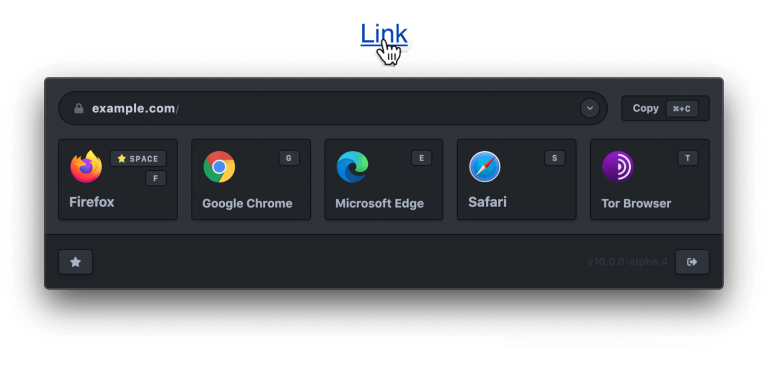 Link
example.com/
Copy ⌘+C
⭐ SPACE
F
Firefox
G
Google Chrome
E
Microsoft Edge
S
Safari
T
Tor Browser
v10.0.0-alpha.4